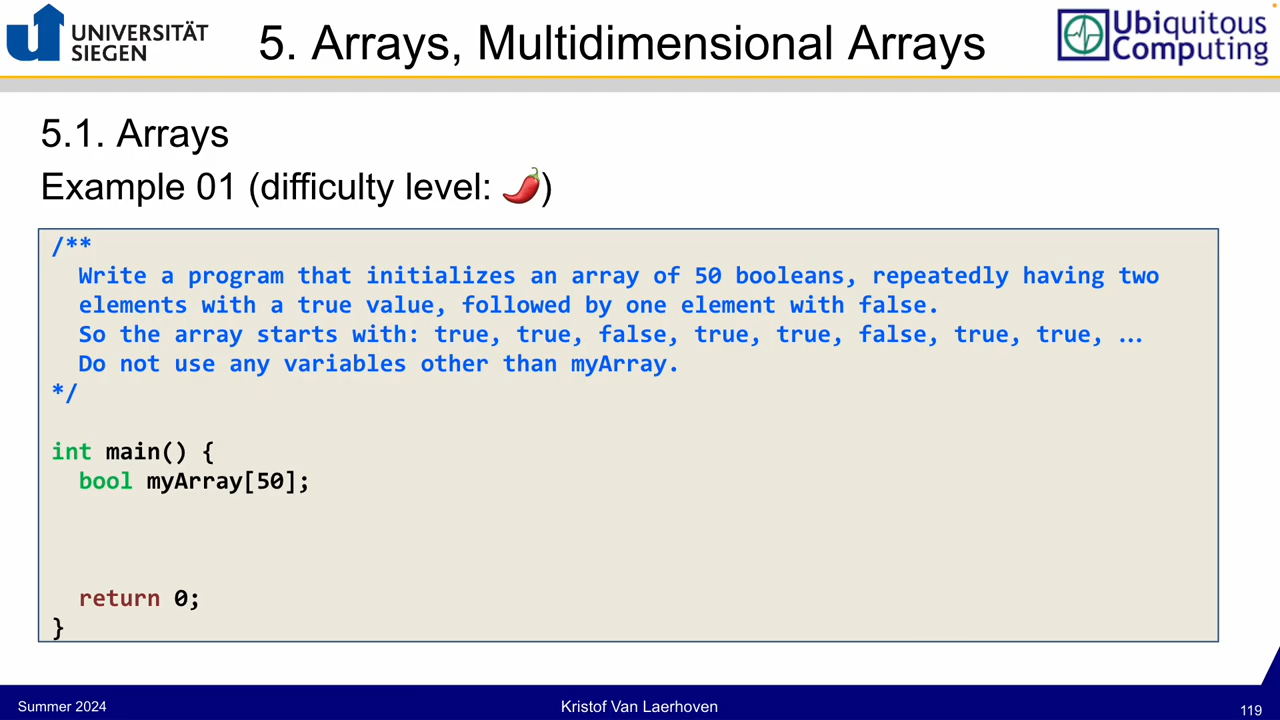 UNIVERSITÄT
SIEGEN
5. Arrays, Multidimensional Arrays
Ubiquitous
Computing
5.1. Arrays
Example 01 (difficulty level: 🌶️)
/**
Write a program that initializes an array of 50 booleans, repeatedly having two
elements with a true value, followed by one element with false.
So the array starts with: true, true, false, true, true, false, true, true, …
Do not use any variables other than myArray.
*/
int main() {
bool myArray[50];
return 0;
}
Summer 2024
Kristof Van Laerhoven
119